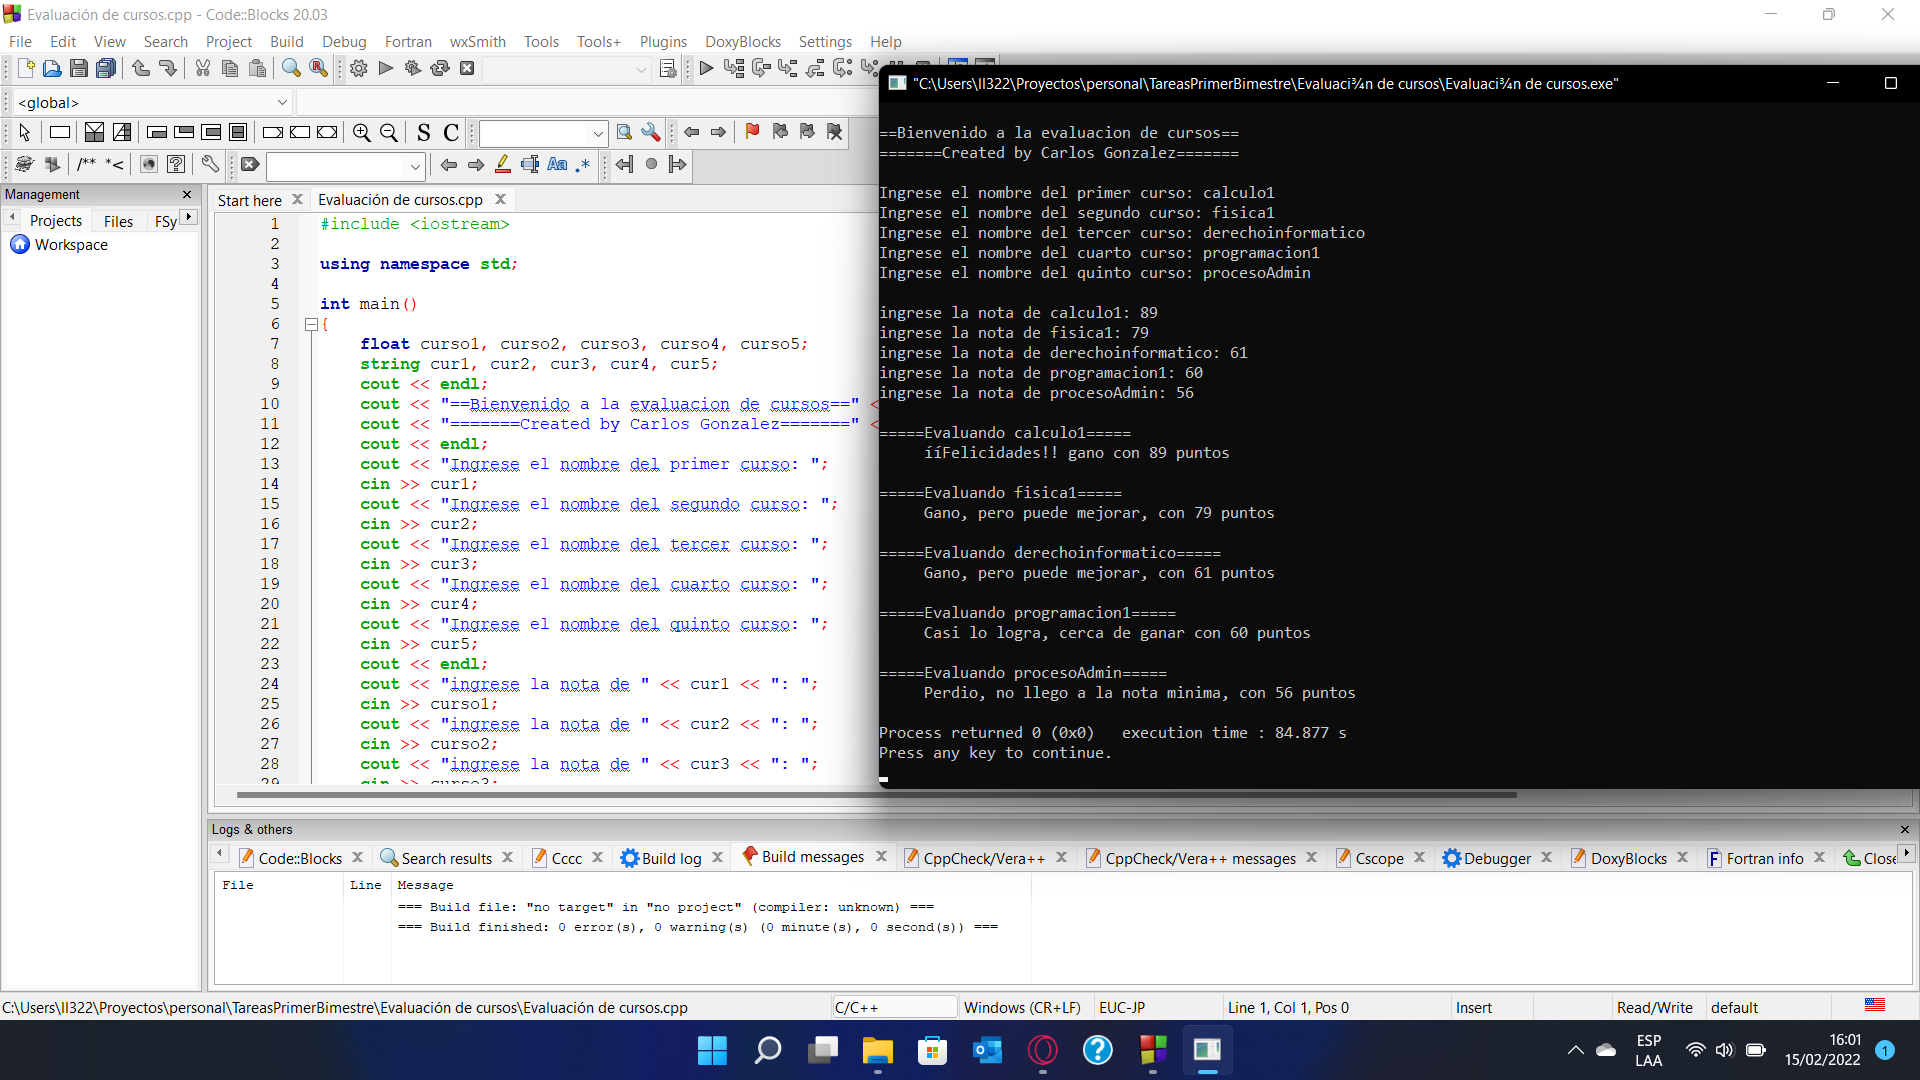 Evaluación de cursos.cpp - Code::Blocks 20.03
File Edit View Search Project Build Debug Fortran wxSmith Tools Tools+ Plugins DoxyBlocks Settings Help
<global>
S C
/** *<
Aa .*
Management
Projects Files FSy
Workspace
Start here Evaluación de cursos.cpp
1 #include <iostream>
2
3 using namespace std;
4
5 int main()
6 {
7 float curso1, curso2, curso3, curso4, curso5;
8 string cur1, cur2, cur3, cur4, cur5;
9 cout << endl;
10 cout << "==Bienvenido a la evaluacion de cursos==" <
11 cout << "=======Created by Carlos Gonzalez=======" <
12 cout << endl;
13 cout << "Ingrese el nombre del primer curso: ";
14 cin >> cur1;
15 cout << "Ingrese el nombre del segundo curso: ";
16 cin >> cur2;
17 cout << "Ingrese el nombre del tercer curso: ";
18 cin >> cur3;
19 cout << "Ingrese el nombre del cuarto curso: ";
20 cin >> cur4;
21 cout << "Ingrese el nombre del quinto curso: ";
22 cin >> cur5;
23 cout << endl;
24 cout << "ingrese la nota de " << cur1 << ": ";
25 cin >> curso1;
26 cout << "ingrese la nota de " << cur2 << ": ";
27 cin >> curso2;
28 cout << "ingrese la nota de " << cur3 << ": ";
29 cin >> curso3;
"C:\Users\II322\Proyectos\personal\TareasPrimerBimestre\Evaluaci¾n de cursos\Evaluaci¾n de cursos.exe"
==Bienvenido a la evaluacion de cursos==
=======Created by Carlos Gonzalez=======
Ingrese el nombre del primer curso: calculo1
Ingrese el nombre del segundo curso: fisica1
Ingrese el nombre del tercer curso: derechoinformatico
Ingrese el nombre del cuarto curso: programacion1
Ingrese el nombre del quinto curso: procesoAdmin
ingrese la nota de calculo1: 89
ingrese la nota de fisica1: 79
ingrese la nota de derechoinformatico: 61
ingrese la nota de programacion1: 60
ingrese la nota de procesoAdmin: 56
=====Evaluando calculo1=====
ííFelicidades!! gano con 89 puntos
=====Evaluando fisica1=====
Gano, pero puede mejorar, con 79 puntos
=====Evaluando derechoinformatico=====
Gano, pero puede mejorar, con 61 puntos
=====Evaluando programacion1=====
Casi lo logra, cerca de ganar con 60 puntos
=====Evaluando procesoAdmin=====
Perdio, no llego a la nota minima, con 56 puntos
Process returned 0 (0x0) execution time : 84.877 s
Press any key to continue.
Logs & others
Code::Blocks Search results Cccc Build log Build messages CppCheck/Vera++ CppCheck/Vera++ messages Cscope Debugger DoxyBlocks Fortran info Close
File Line Message
=== Build file: "no target" in "no project" (compiler: unknown) ===
=== Build finished: 0 error(s), 0 warning(s) (0 minute(s), 0 second(s)) ===
C:\Users\II322\Proyectos\personal\TareasPrimerBimestre\Evaluación de cursos\Evaluación de cursos.cpp C/C++ Windows (CR+LF) EUC-JP Line 1, Col 1, Pos 0 Insert Read/Write default
ESP
LAA
16:01
15/02/2022
1